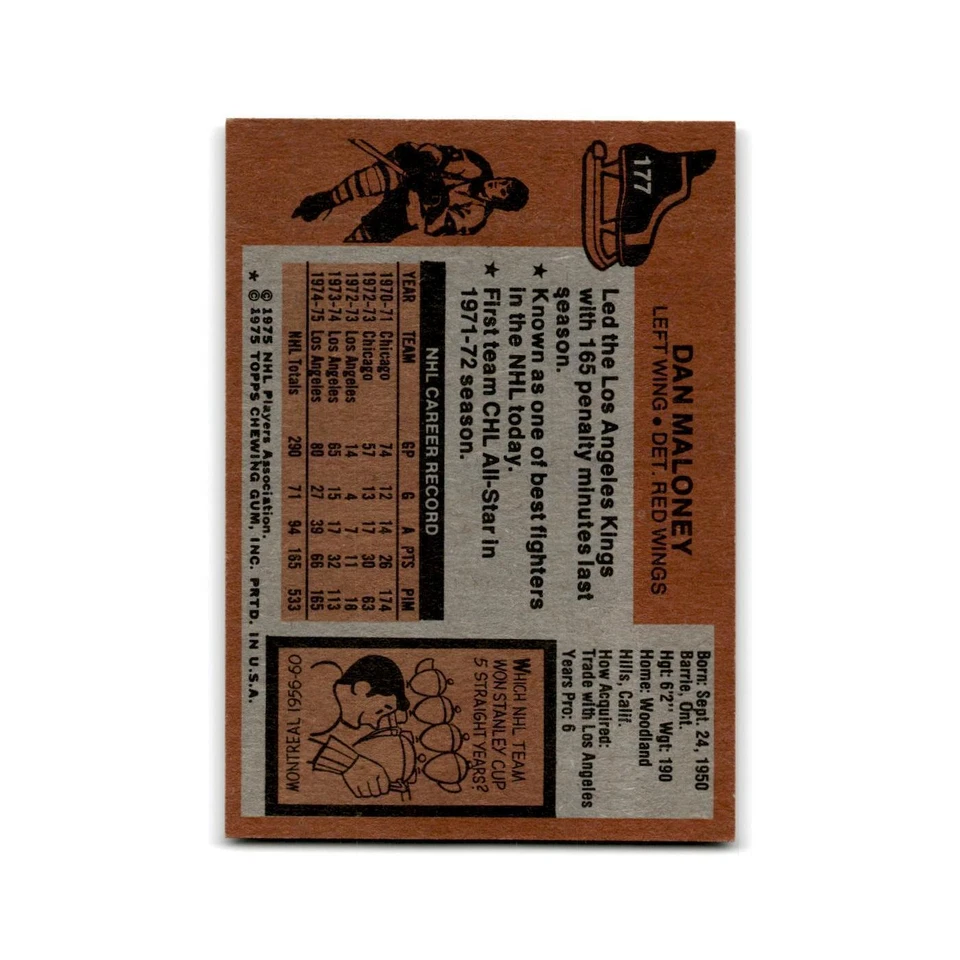 177
DAN MALONEY
LEFT WING • DET. RED WINGS
Born: Sept. 24, 1950
Barrie, Ont.
Hgt: 6'2" Wgt: 190
Home: Woodland
Hills, Calif.
How Acquired:
Trade with Los Angeles
Years Pro: 6
Led the Los Angeles Kings
with 165 penalty minutes last
season.
★ Known as one of best fighters
in the NHL today.
★ First team CHL All-Star in
1971-72 season.
NHL CAREER RECORD
YEAR TEAM GP G A PTS PIM
1970-71 Chicago 74 12 14 26 174
1972-73 Chicago 57 13 17 30 63
1972-73 Los Angeles 14 4 7 11 18
1973-74 Los Angeles 65 15 17 32 113
1974-75 Los Angeles 80 27 39 66 165
NHL Totals 290 71 94 165 533
WHICH NHL TEAM
WON STANLEY CUP
5 STRAIGHT YEARS?
MONTREAL 1956-60
© 1975 NHL Players Association.
★ © 1975 TOPPS CHEWING GUM, INC. PRTD. IN U.S.A.